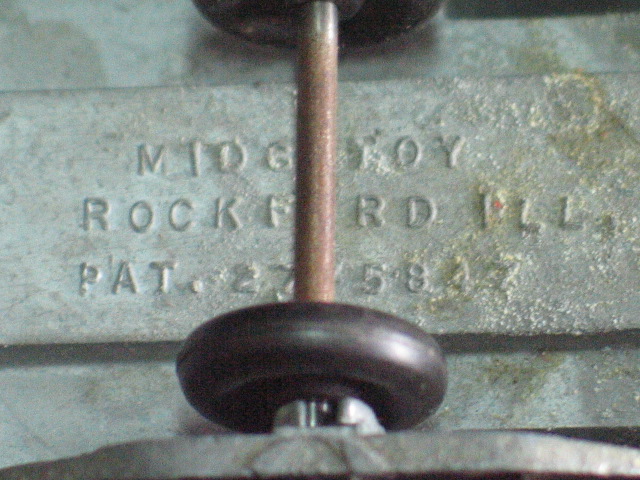 MIDG TOY
ROCKF RD ILL.
PAT.